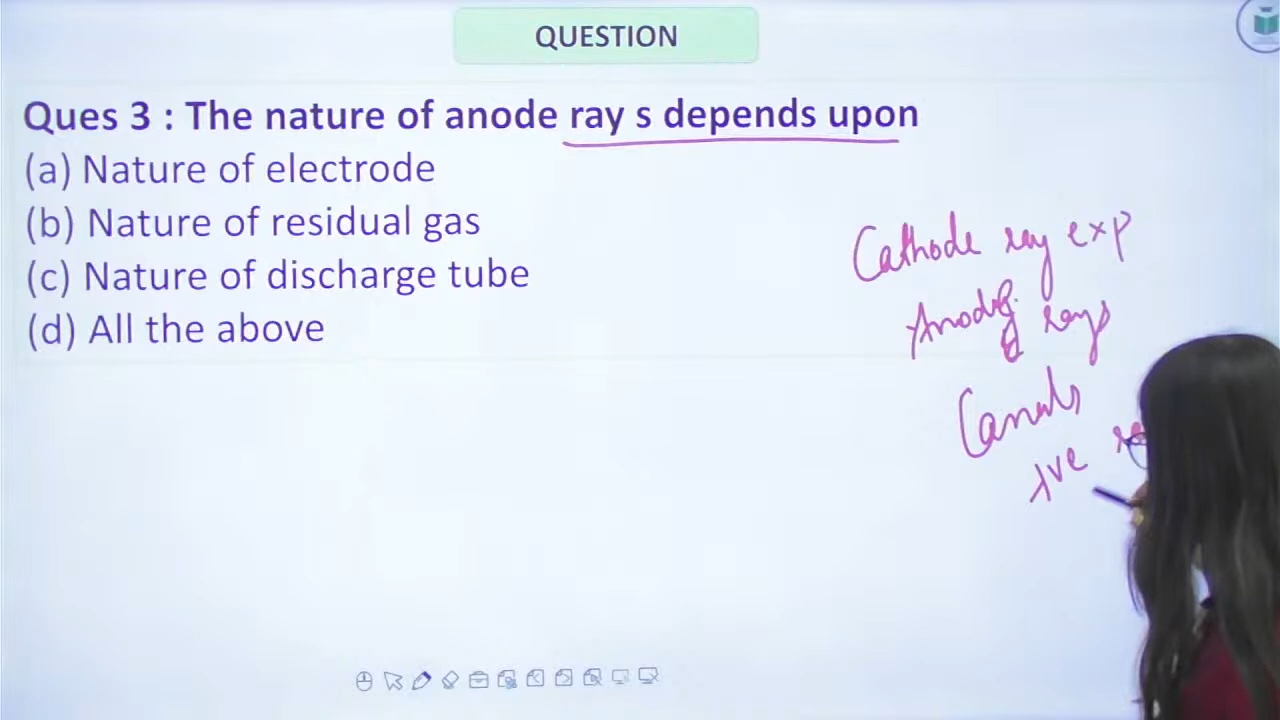 QUESTION
Ques 3 : The nature of anode ray s depends upon
(a) Nature of electrode
(b) Nature of residual gas
(c) Nature of discharge tube
(d) All the above
Cathode ray exp
Anode rays
Canals
+ve